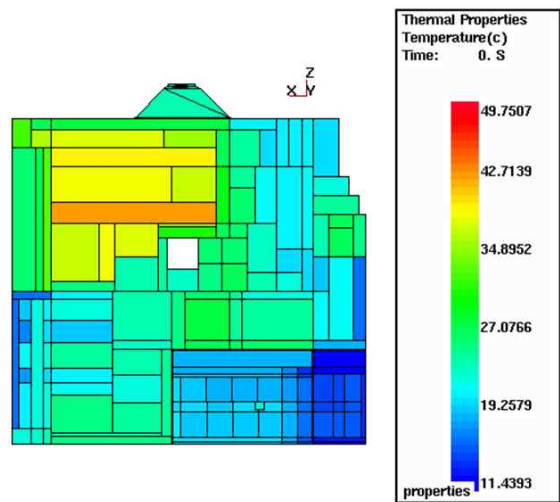 Thermal Properties
Temperature(c)
Time: 0. S
Z
X Y
49.7507
42.7139
34.8952
27.0766
19.2579
11.4393
properties